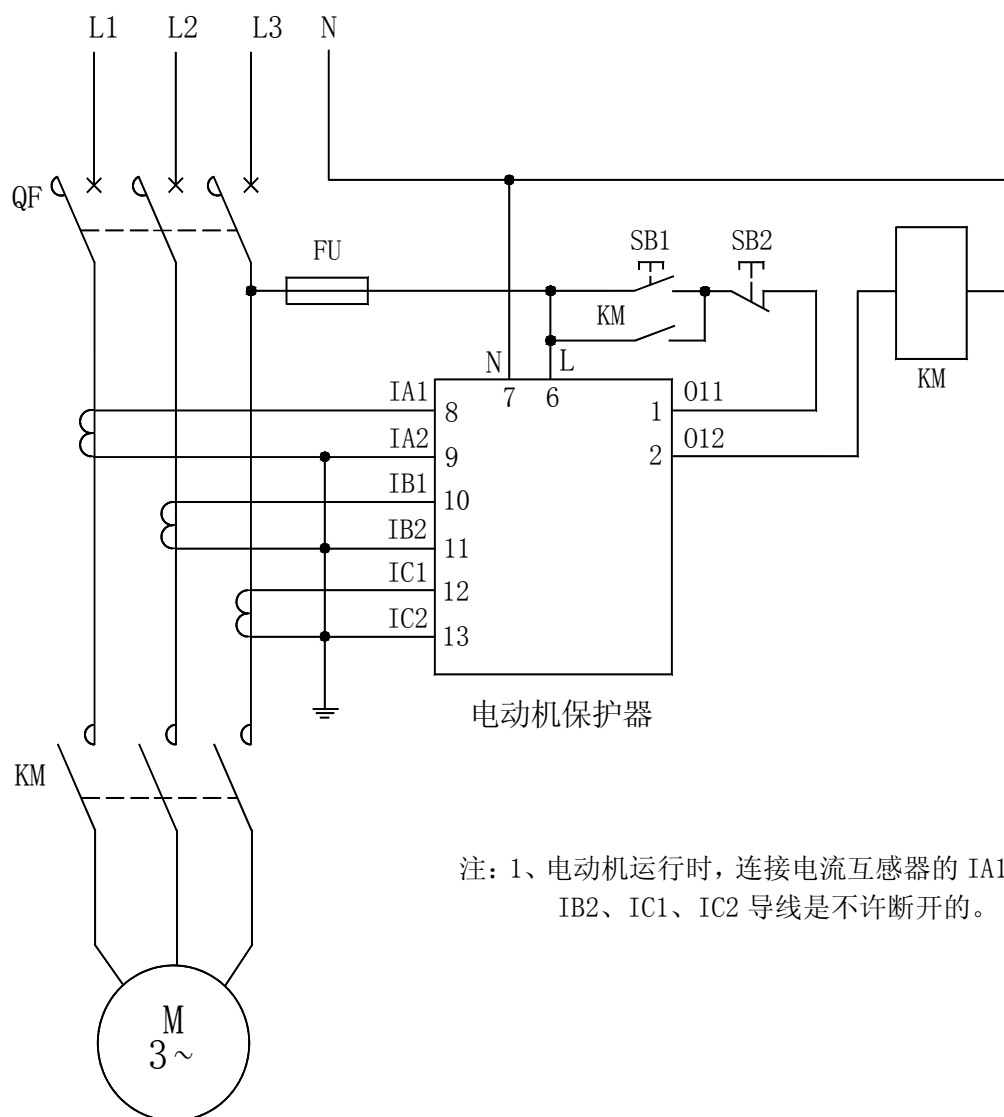 L1 L2 L3 N
QF
FU
SB1 SB2
KM
KM
N L
7 6
IA1 8
1 O11
IA2 9
2 O12
IB1 10
IB2 11
IC1 12
IC2 13
电动机保护器
KM
注: 1、电动机运行时, 连接电流互感器的 IA1
IB2、IC1、IC2 导线是不许断开的。
M
3~